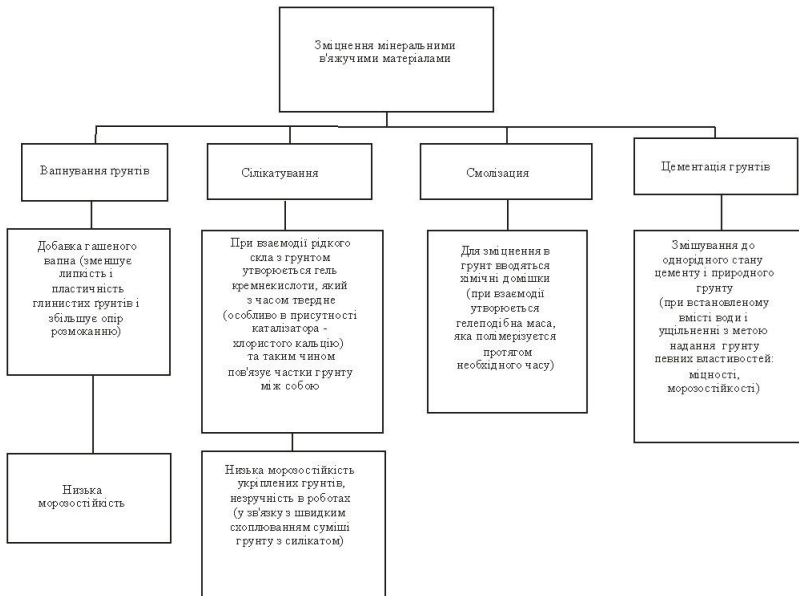 Зміцнення мінеральними
в'яжучими матеріалами
Вапнування ґрунтів
Сілікатування
Смолізация
Цементація ґрунтів
Добавка гашеного
вапна (зменшує
липкість і
пластичність
глинистих ґрунтів і
збільшує опір
розмоканню)
При взаємодії рідкого
скла з ґрунтом
утворюється гель
кремнекислоти, який
з часом твердне
(особливо в присутності
каталізатора -
хлористого кальцію)
та таким чином
пов'язує частки ґрунту
між собою
Для зміцнення в
ґрунт вводяться
хімічні домішки
(при взаємодії
утворюється
гелеподібна маса,
яка полімерізуєтся
протягом
необхідного часу)
Змішування до
однорідного стану
цементу і природного
ґрунту
(при встановленому
вмісті води і
ущільненні з метою
надання ґрунту
певних властивостей:
міцності,
морозостійкості)
Низька
морозостійкість
Низька морозостійкість
укріплених ґрунтів,
незручність в роботах
(у зв'язку з швидким
схоплюванням суміші
ґрунту з силікатом)